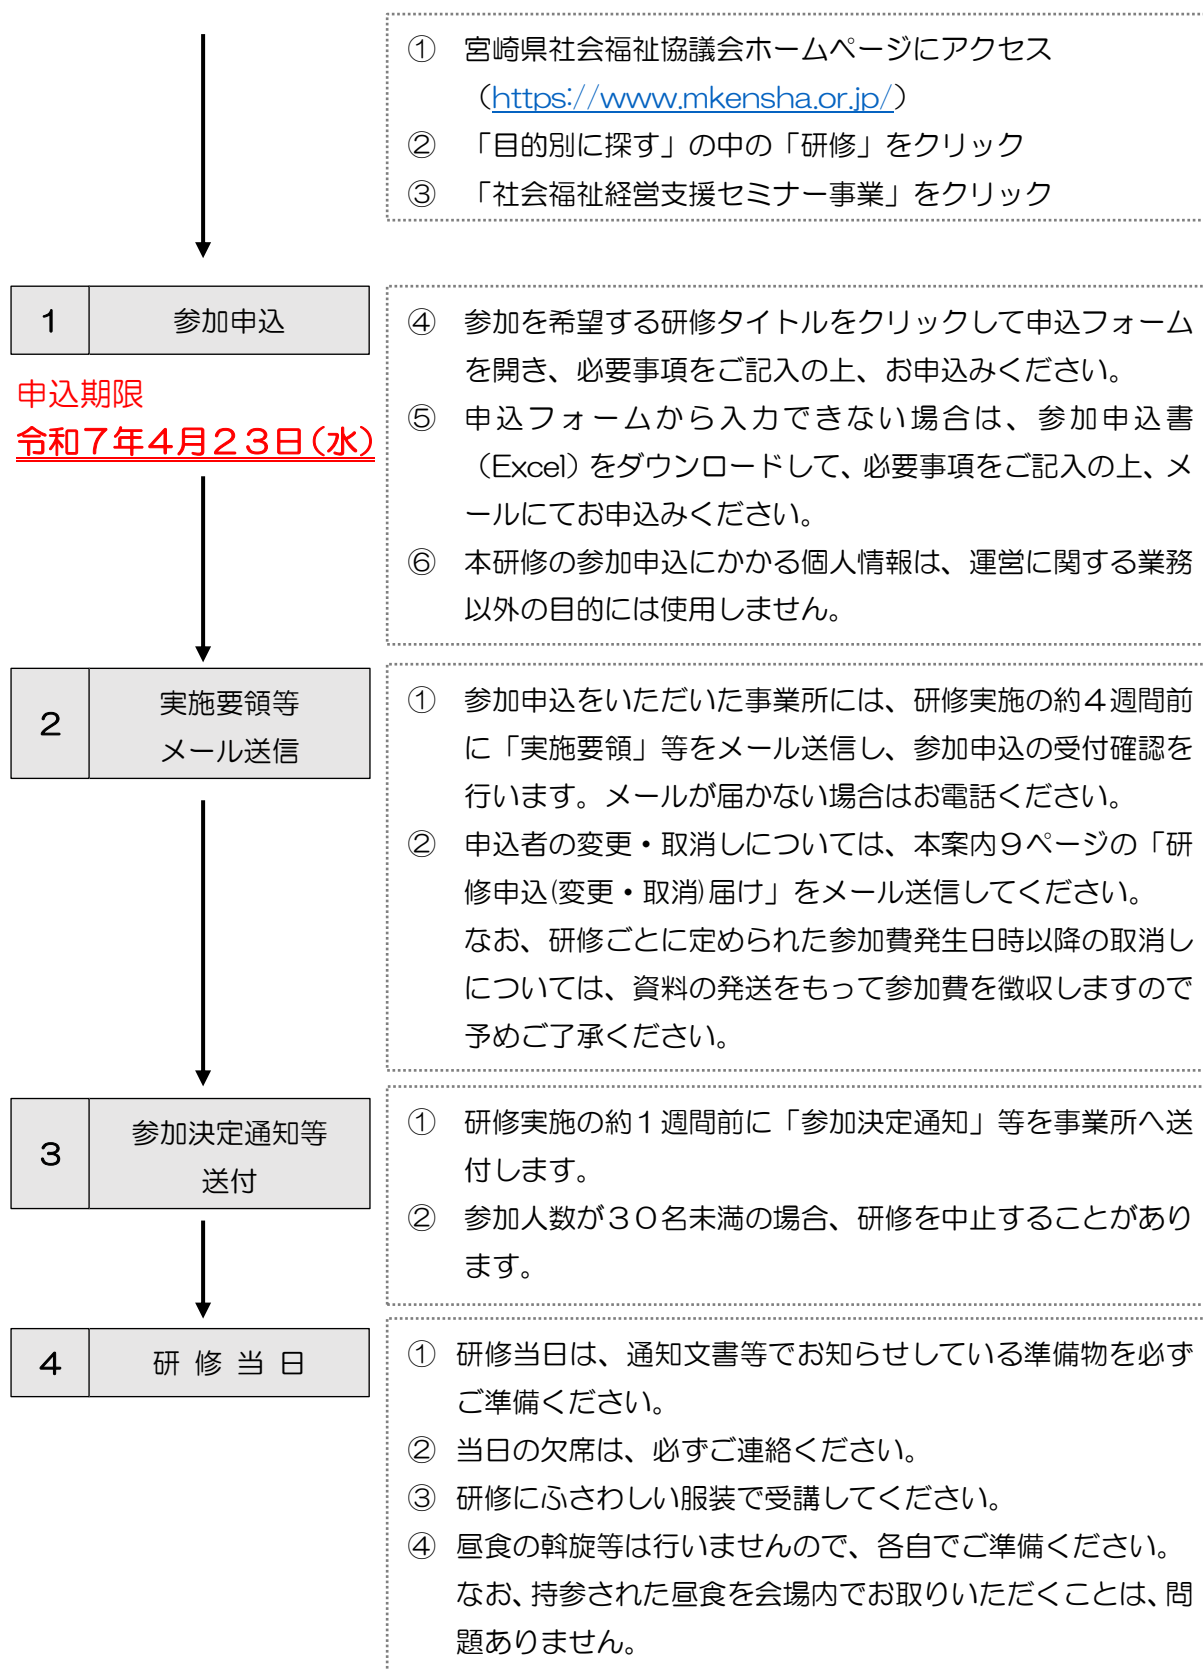 ① 宮崎県社会福祉協議会ホームページにアクセス
（https://www.mkensha.or.jp/）
② 「目的別に探す」の中の「研修」をクリック
③ 「社会福祉経営支援セミナー事業」をクリック
1 参加申込
申込期限
令和7年4月23日(水)
④ 参加を希望する研修タイトルをクリックして申込フォーム
を開き、必要事項をご記入の上、お申込みください。
⑤ 申込フォームから入力できない場合は、参加申込書
（Excel）をダウンロードして、必要事項をご記入の上、メ
ールにてお申込みください。
⑥ 本研修の参加申込にかかる個人情報は、運営に関する業務
以外の目的には使用しません。
2 実施要領等
メール送信
① 参加申込をいただいた事業所には、研修実施の約4週間前
に「実施要領」等をメール送信し、参加申込の受付確認を
行います。メールが届かない場合はお電話ください。
② 申込者の変更・取消しについては、本案内9ページの「研
修申込(変更・取消)届け」をメール送信してください。
なお、研修ごとに定められた参加費発生日時以降の取消し
については、資料の発送をもって参加費を徴収しますので
予めご了承ください。
3 参加決定通知等
送付
① 研修実施の約1週間前に「参加決定通知」等を事業所へ送
付します。
② 参加人数が30名未満の場合、研修を中止することがあり
ます。
4 研 修 当 日
① 研修当日は、通知文書等でお知らせしている準備物を必ず
ご準備ください。
② 当日の欠席は、必ずご連絡ください。
③ 研修にふさわしい服装で受講してください。
④ 昼食の斡旋等は行いませんので、各自でご準備ください。
なお、持参された昼食を会場内でお取りいただくことは、問
題ありません。